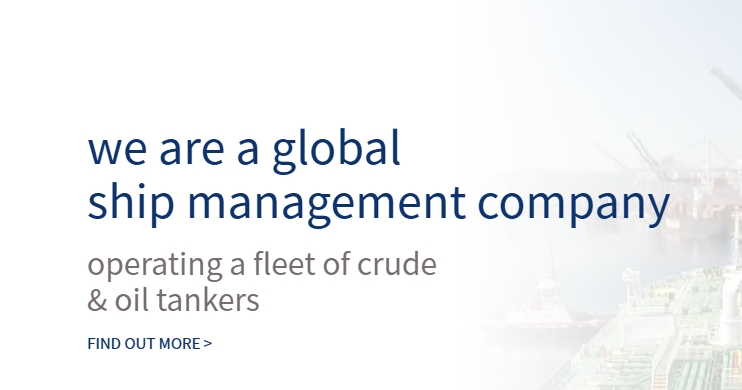 we are a global
ship management company
operating a fleet of crude
& oil tankers
FIND OUT MORE >